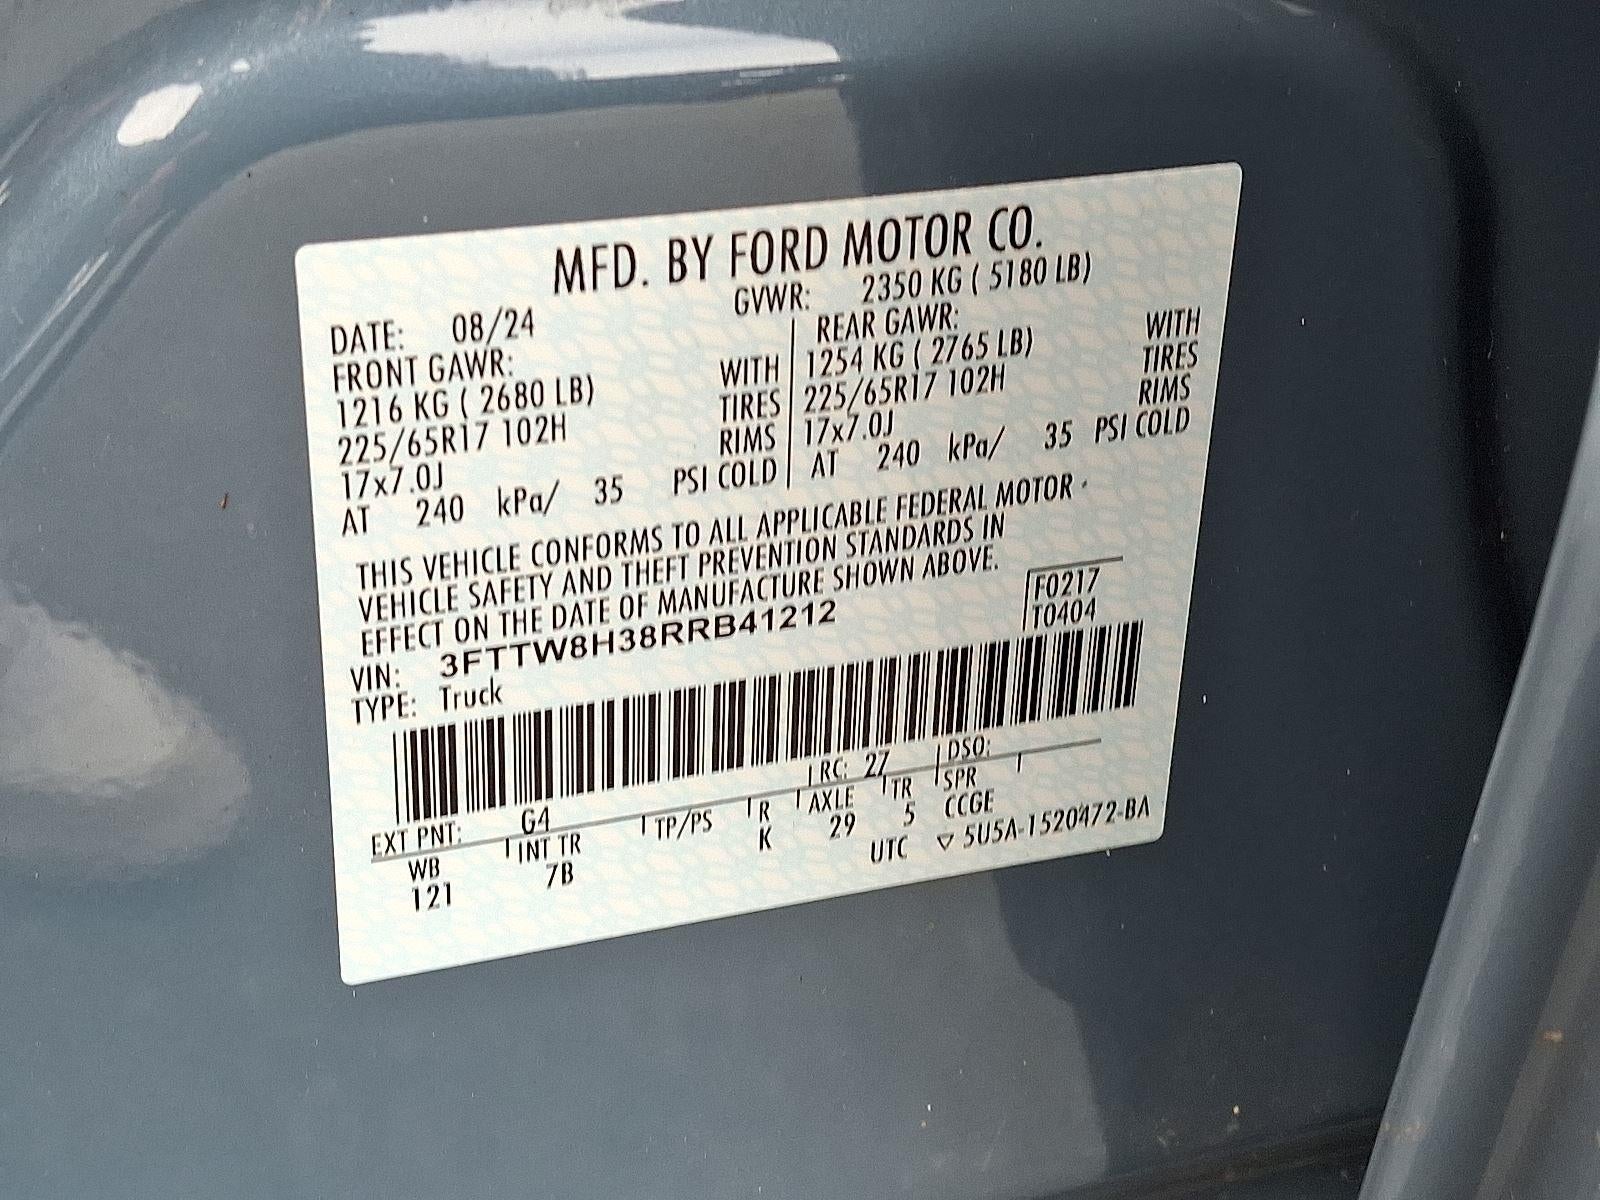 MFD. BY FORD MOTOR CO.
DATE: 08/24 GVWR: 2350 KG ( 5180 LB)
FRONT GAWR: REAR GAWR:
1216 KG ( 2680 LB) WITH 1254 KG ( 2765 LB) WITH
225/65R17 102H TIRES 225/65R17 102H TIRES
17x7.0J RIMS 17x7.0J RIMS
AT 240 kPa/ 35 PSI COLD AT 240 kPa/ 35 PSI COLD
THIS VEHICLE CONFORMS TO ALL APPLICABLE FEDERAL MOTOR
VEHICLE SAFETY AND THEFT PREVENTION STANDARDS IN
EFFECT ON THE DATE OF MANUFACTURE SHOWN ABOVE.
VIN: 3FTTW8H38RRB41212 F0217
TYPE: Truck T0404
EXT PNT: G4 RC: 27 DSO:
WB INT TR TP/PS R AXLE TR SPR
121 7B K 29 5 CCGE
UTC ▽ 5U5A-1520472-BA